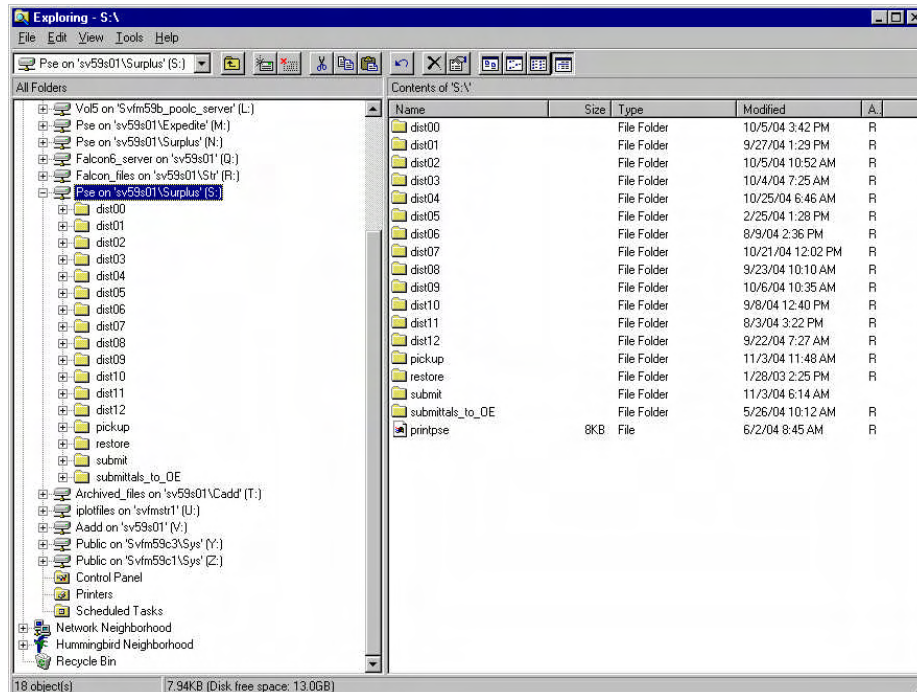 Exploring - S:\
File Edit View Tools Help
Pse on 'sv59s01\Surplus' (S:)
All Folders
Contents of 'S:\'
Vol5 on 'Svfm59b_poolc_server' (L:)
Pse on 'sv59s01\Expedite' (M:)
Pse on 'sv59s01\Surplus' (N:)
Falcon6_server on 'sv59s01' (Q:)
Falcon_files on 'sv59s01\Str' (R:)
Pse on 'sv59s01\Surplus' (S:)
dist00
dist01
dist02
dist03
dist04
dist05
dist06
dist07
dist08
dist09
dist10
dist11
dist12
pickup
restore
submit
submittals_to_OE
Archived_files on 'sv59s01\Cadd' (T:)
iplotfiles on 'svfmstr1' (U:)
Aadd on 'sv59s01' (V:)
Public on 'Svfm59c3\Sys' (Y:)
Public on 'Svfm59c1\Sys' (Z:)
Control Panel
Printers
Scheduled Tasks
Network Neighborhood
Hummingbird Neighborhood
Recycle Bin
Name Size Type Modified A..
dist00 File Folder 10/5/04 3:42 PM R
dist01 File Folder 9/27/04 1:29 PM R
dist02 File Folder 10/5/04 10:52 AM R
dist03 File Folder 10/4/04 7:25 AM R
dist04 File Folder 10/25/04 6:46 AM R
dist05 File Folder 2/25/04 1:28 PM R
dist06 File Folder 8/9/04 2:36 PM R
dist07 File Folder 10/21/04 12:02 PM R
dist08 File Folder 9/23/04 10:10 AM R
dist09 File Folder 10/6/04 10:35 AM R
dist10 File Folder 9/8/04 12:40 PM R
dist11 File Folder 8/3/04 3:22 PM R
dist12 File Folder 9/22/04 7:27 AM R
pickup File Folder 11/3/04 11:48 AM R
restore File Folder 1/28/03 2:25 PM R
submit File Folder 11/3/04 6:14 AM
submittals_to_OE File Folder 5/26/04 10:12 AM R
printpse 8KB File 6/2/04 8:45 AM R
18 object(s) 7.94KB (Disk free space: 13.0GB)